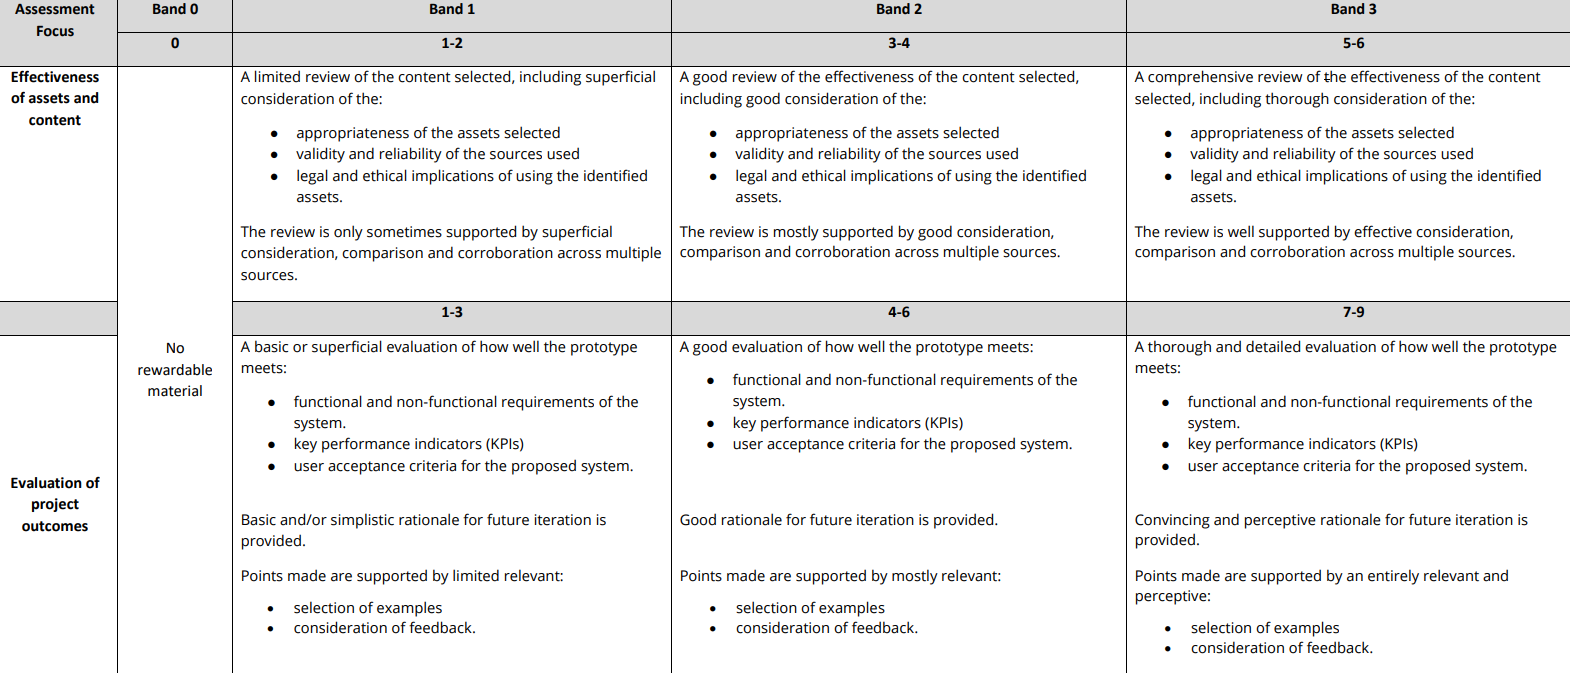 Assessment Focus
Band 0
Band 1
Band 2
Band 3
0
1-2
3-4
5-6
Effectiveness
of assets and
content
No
rewardable
material
A limited review of the content selected, including superficial
consideration of the:
● appropriateness of the assets selected
● validity and reliability of the sources used
● legal and ethical implications of using the identified
assets.
The review is only sometimes supported by superficial
consideration, comparison and corroboration across multiple
sources.
A good review of the effectiveness of the content selected,
including good consideration of the:
● appropriateness of the assets selected
● validity and reliability of the sources used
● legal and ethical implications of using the identified
assets.
The review is mostly supported by good consideration,
comparison and corroboration across multiple sources.
A comprehensive review of the effectiveness of the content
selected, including thorough consideration of the:
● appropriateness of the assets selected
● validity and reliability of the sources used
● legal and ethical implications of using the identified
assets.
The review is well supported by effective consideration,
comparison and corroboration across multiple sources.
1-3
4-6
7-9
Evaluation of
project
outcomes
A basic or superficial evaluation of how well the prototype
meets:
● functional and non-functional requirements of the
system.
● key performance indicators (KPIs)
● user acceptance criteria for the proposed system.
Basic and/or simplistic rationale for future iteration is
provided.
Points made are supported by limited relevant:
● selection of examples
● consideration of feedback.
A good evaluation of how well the prototype meets:
● functional and non-functional requirements of the
system.
● key performance indicators (KPIs)
● user acceptance criteria for the proposed system.
Good rationale for future iteration is provided.
Points made are supported by mostly relevant:
● selection of examples
● consideration of feedback.
A thorough and detailed evaluation of how well the prototype
meets:
● functional and non-functional requirements of the
system.
● key performance indicators (KPIs)
● user acceptance criteria for the proposed system.
Convincing and perceptive rationale for future iteration is
provided.
Points made are supported by an entirely relevant and
perceptive:
● selection of examples
● consideration of feedback.